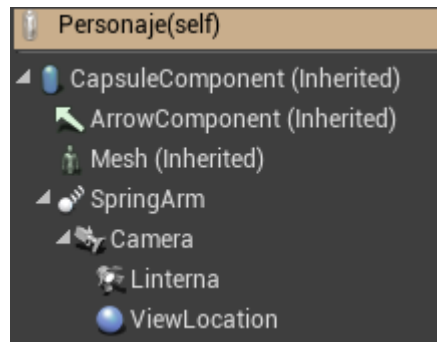 Personaje(self)
CapsuleComponent (Inherited)
ArrowComponent (Inherited)
Mesh (Inherited)
SpringArm
Camera
Linterna
ViewLocation